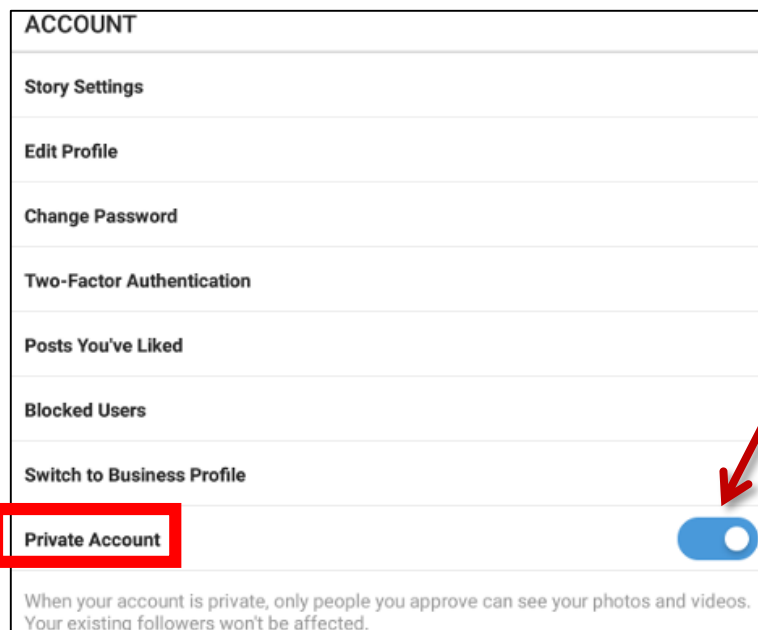 ACCOUNT
Story Settings
Edit Profile
Change Password
Two-Factor Authentication
Posts You've Liked
Blocked Users
Switch to Business Profile
Private Account
When your account is private, only people you approve can see your photos and videos.
Your existing followers won't be affected.